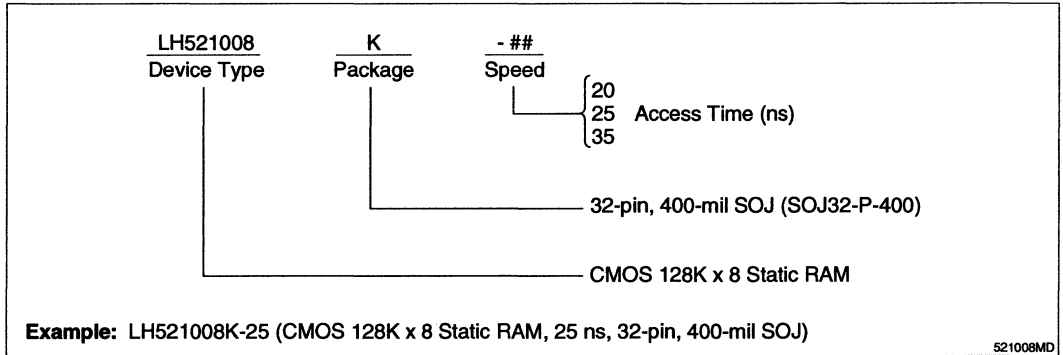 LH521008 K - ##
Device Type Package Speed
20
25 Access Time (ns)
35
32-pin, 400-mil SOJ (SOJ32-P-400)
CMOS 128K x 8 Static RAM
Example: LH521008K-25 (CMOS 128K x 8 Static RAM, 25 ns, 32-pin, 400-mil SOJ)
521008MD